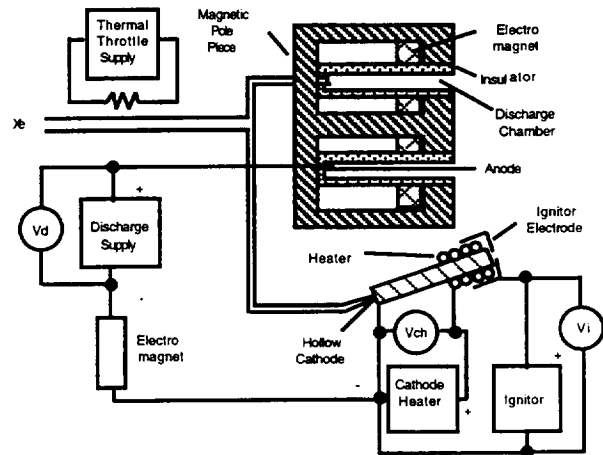 Magnetic
Pole
Piece
Electro
magnet
Insulator
Discharge
Chamber
Anode
Thermal
Throttle
Supply
Xe
+
Vd
Discharge
Supply
-
Electro
magnet
Heater
Ignitor
Electrode
Hollow
Cathode
Vch
Vi
-
Cathode
Heater
+
+
Ignitor